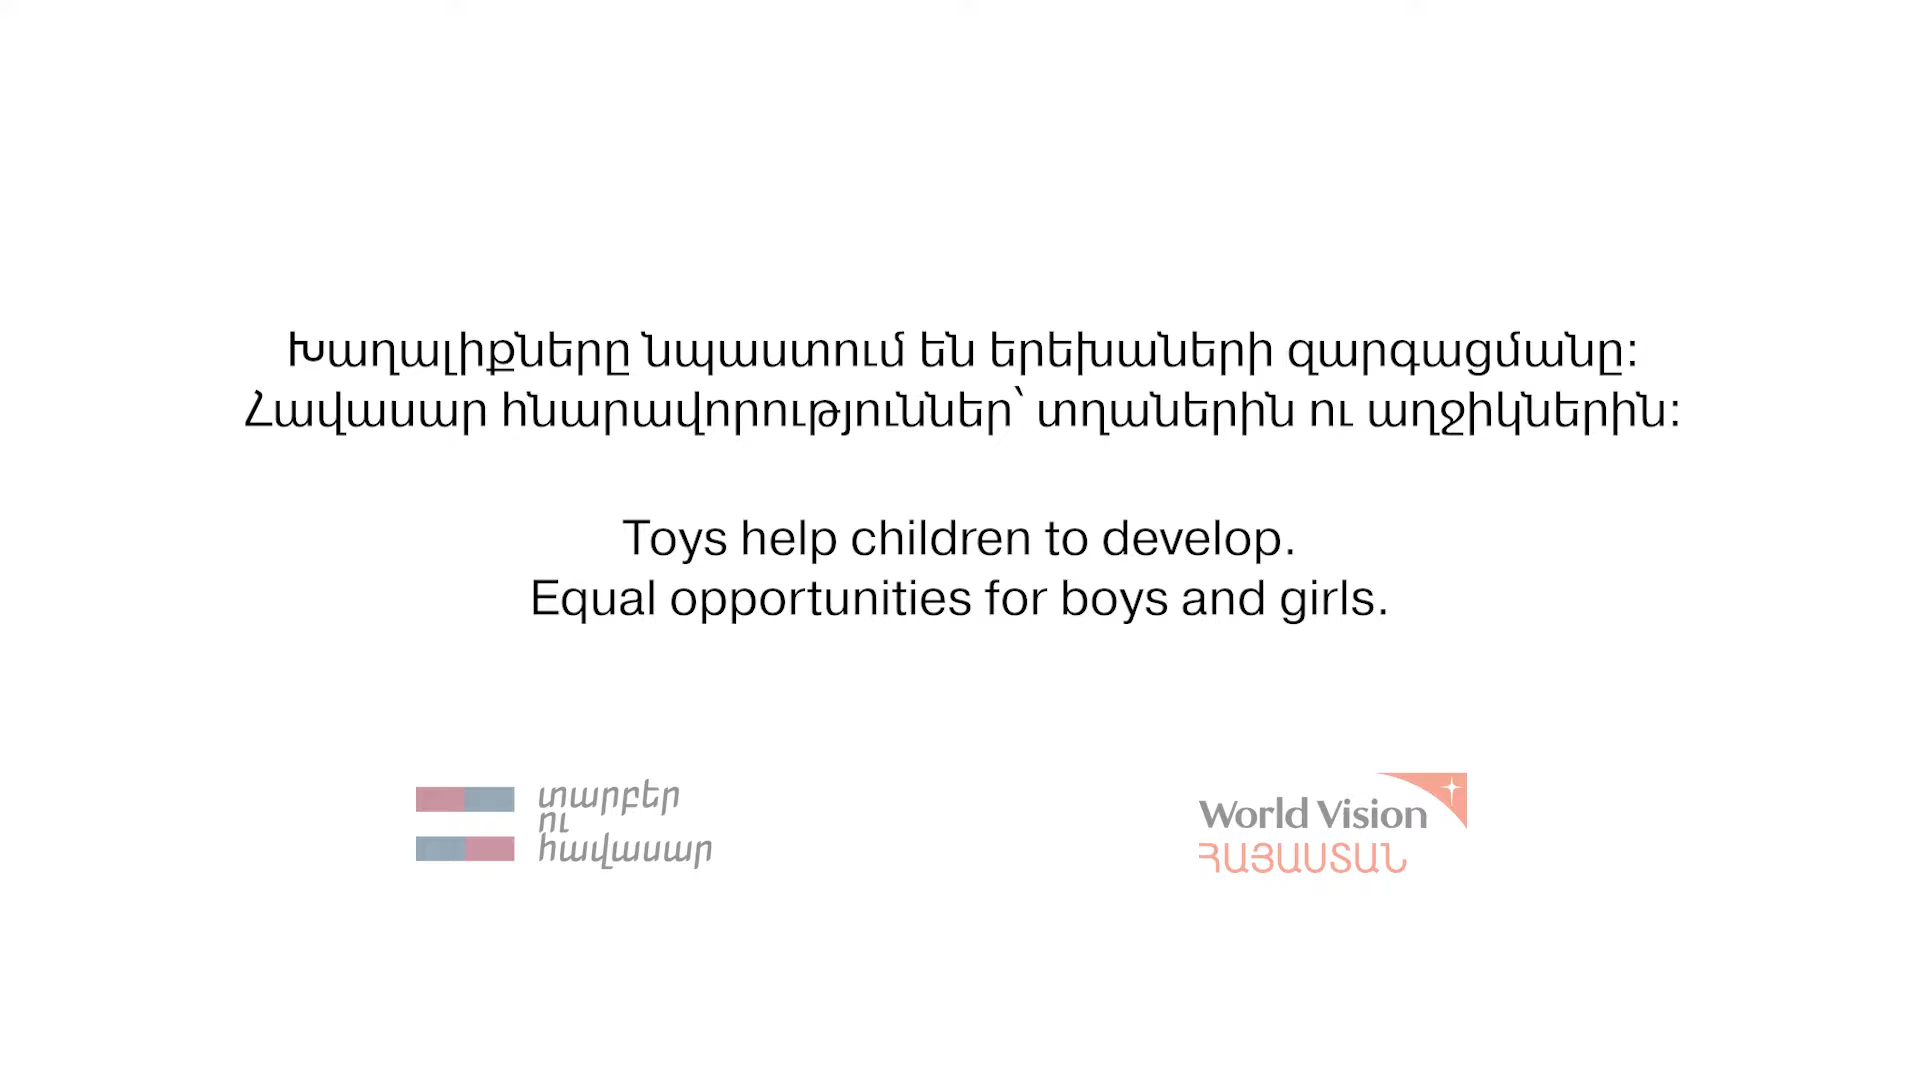 Խաղալիքները նպաստում են երեխաների զարգացմանը:
Հավասար հնարավորություններ՝ տղաներին ու աղջիկներին:
Toys help children to develop.
Equal opportunities for boys and girls.
տարբեր
ու
հավասար
World Vision
ՀԱՅԱՍՏԱՆ